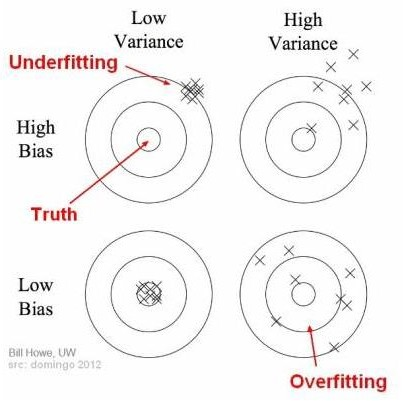 Low
Variance
High
Variance
Underfitting
High
Bias
Truth
Low
Bias
Bill Howe, UW
src: domingo 2012
Overfitting